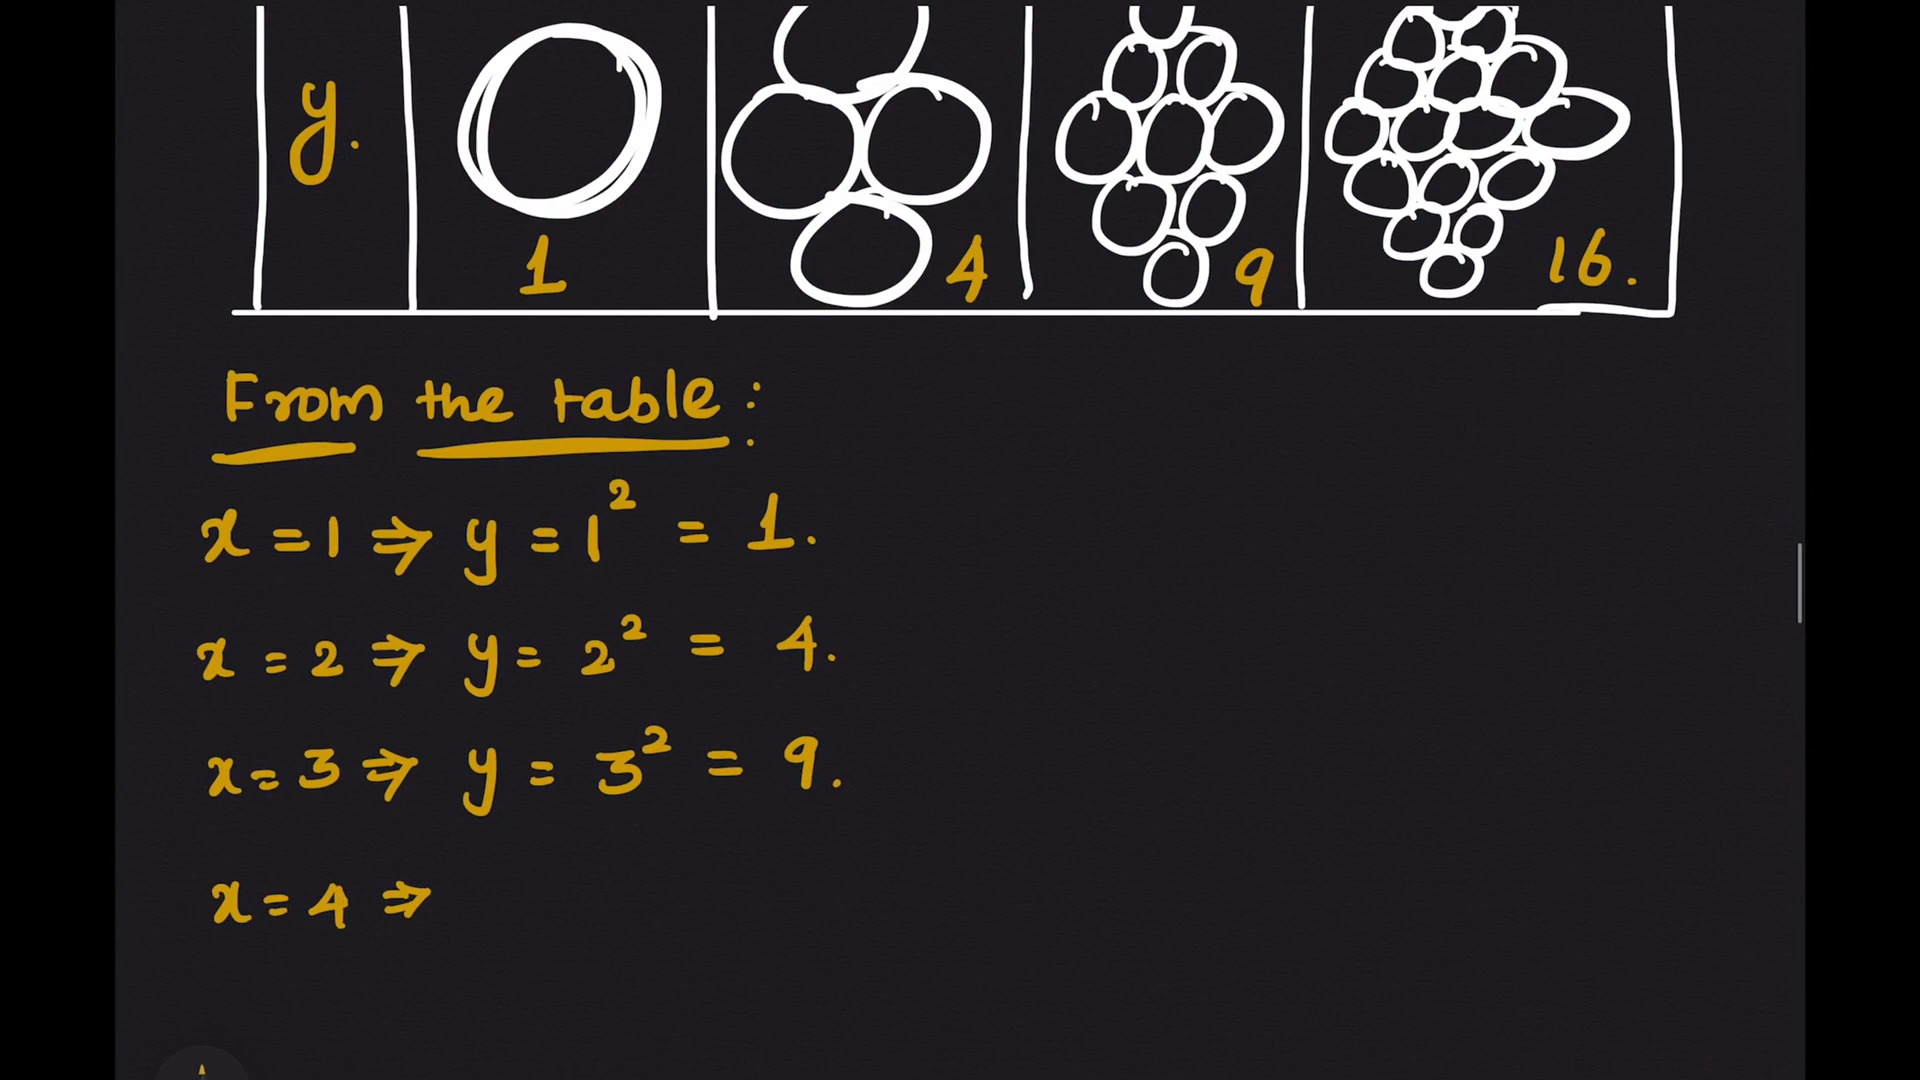 y.
1 4 9 16.
From the table :
x = 1 ⇒ y = 1² = 1.
x = 2 ⇒ y = 2² = 4.
x = 3 ⇒ y = 3² = 9.
x = 4 ⇒